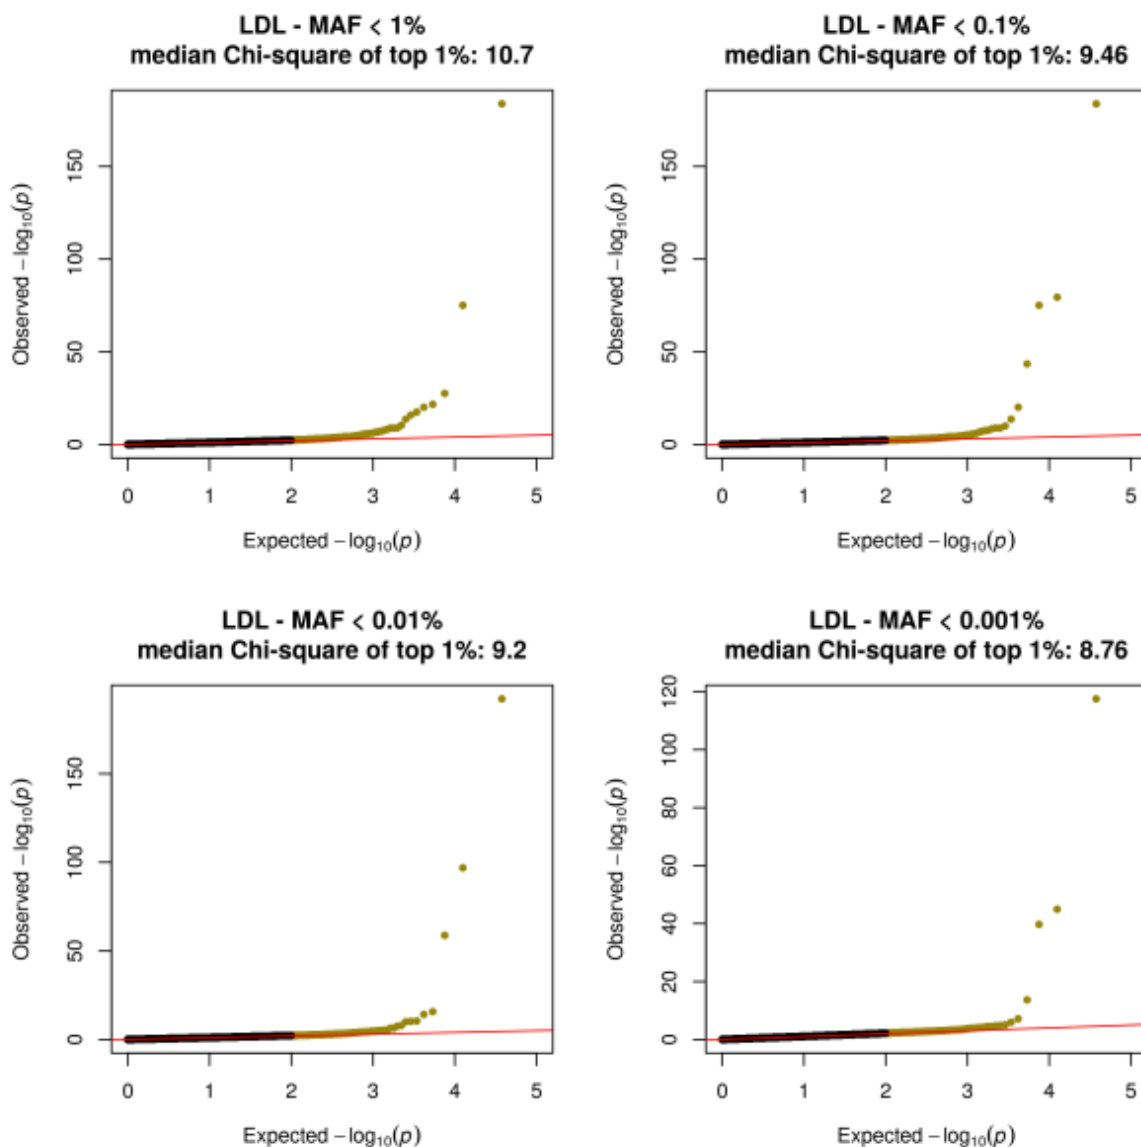 LDL - MAF < 1%
median Chi-square of top 1%: 10.7
Observed −log10(p)
150
100
50
0
0 1 2 3 4 5
Expected −log10(p)
LDL - MAF < 0.1%
median Chi-square of top 1%: 9.46
Observed −log10(p)
150
100
50
0
0 1 2 3 4 5
Expected −log10(p)
LDL - MAF < 0.01%
median Chi-square of top 1%: 9.2
Observed −log10(p)
150
100
50
0
0 1 2 3 4 5
Expected −log10(p)
LDL - MAF < 0.001%
median Chi-square of top 1%: 8.76
Observed −log10(p)
120
100
80
60
40
20
0
0 1 2 3 4 5
Expected −log10(p)